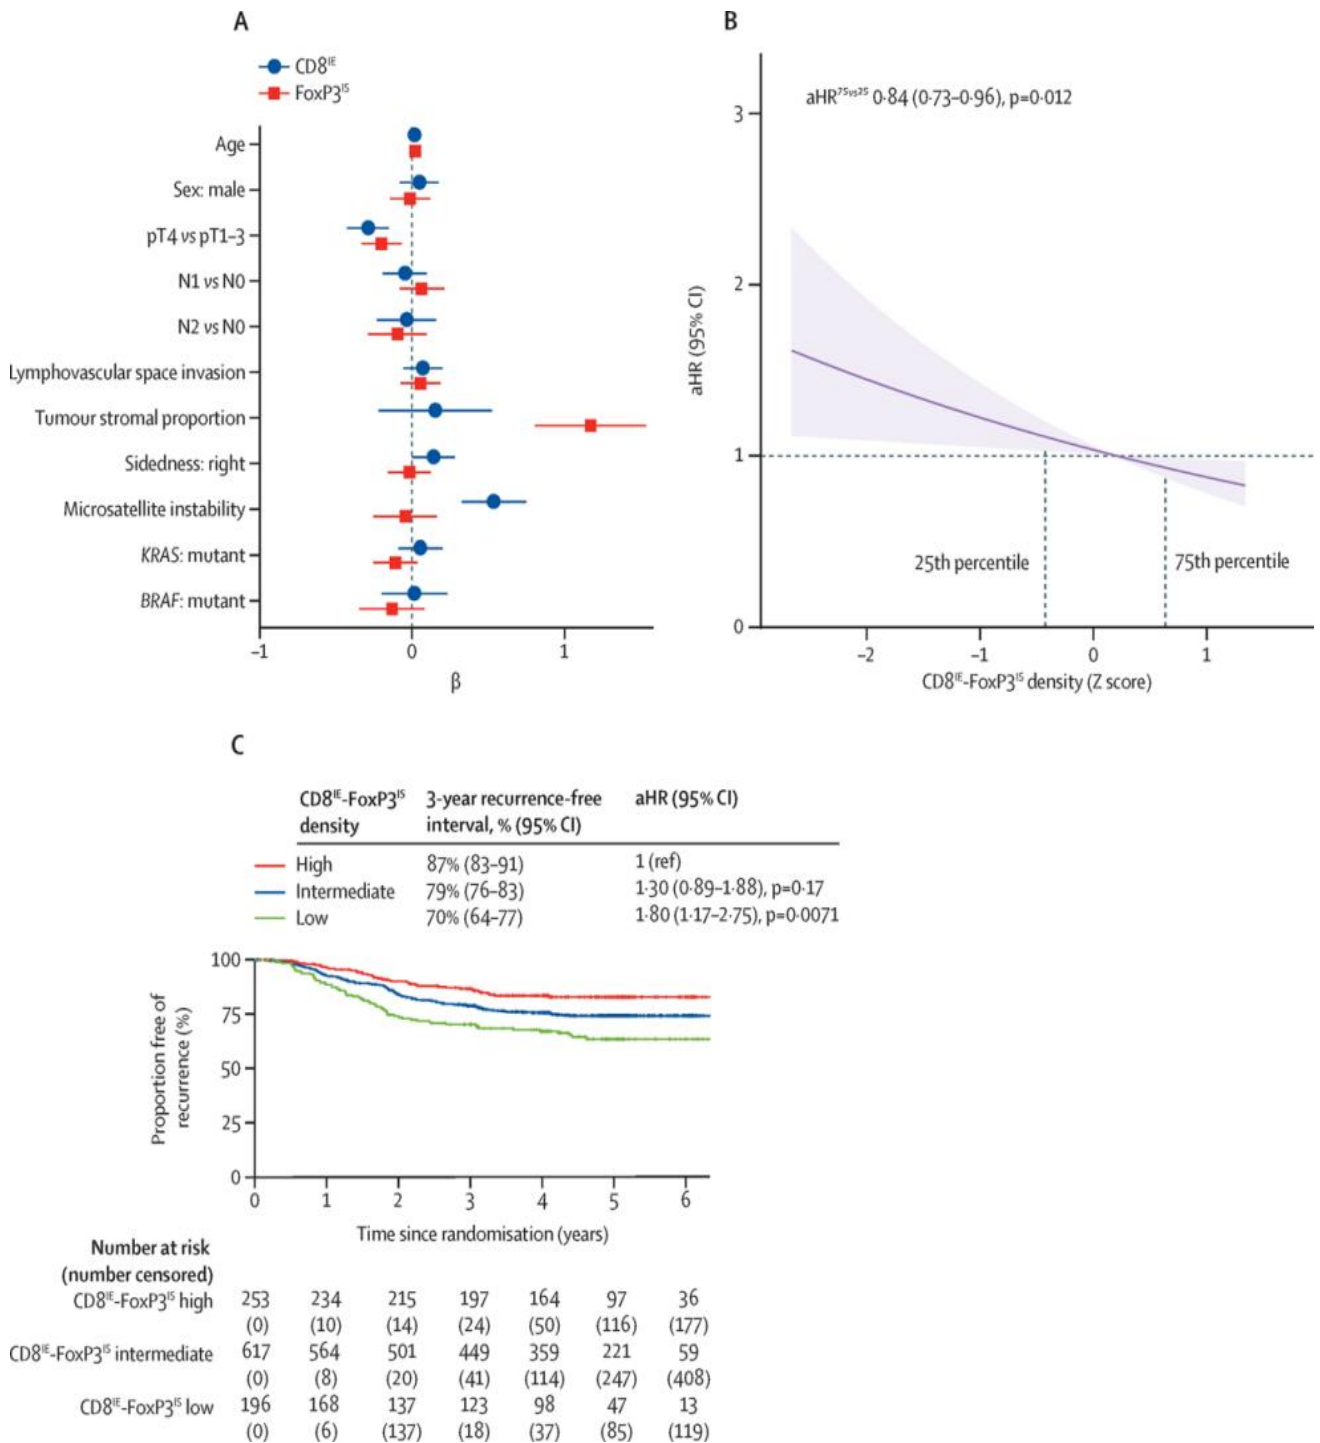 A
CD8ᴵᴱ
FoxP3ᴵˢ
Age
Sex: male
pT4 vs pT1–3
N1 vs N0
N2 vs N0
Lymphovascular space invasion
Tumour stromal proportion
Sidedness: right
Microsatellite instability
KRAS: mutant
BRAF: mutant
–1 0 1
β
B
aHR⁷⁵ᵛˢ²⁵ 0·84 (0·73–0·96), p=0·012
3
2
1
0
aHR (95% CI)
25th percentile
75th percentile
–2 –1 0 1
CD8ᴵᴱ-FoxP3ᴵˢ density (Z score)
C
CD8ᴵᴱ-FoxP3ᴵˢ density
3-year recurrence-free interval, % (95% CI)
aHR (95% CI)
High 87% (83–91) 1 (ref)
Intermediate 79% (76–83) 1·30 (0·89–1·88), p=0·17
Low 70% (64–77) 1·80 (1·17–2·75), p=0·0071
100
75
50
25
0
Proportion free of
recurrence (%)
0 1 2 3 4 5 6
Time since randomisation (years)
Number at risk
(number censored)
CD8ᴵᴱ-FoxP3ᴵˢ high 253 234 215 197 164 97 36
(0) (10) (14) (24) (50) (116) (177)
CD8ᴵᴱ-FoxP3ᴵˢ intermediate 617 564 501 449 359 221 59
(0) (8) (20) (41) (114) (247) (408)
CD8ᴵᴱ-FoxP3ᴵˢ low 196 168 137 123 98 47 13
(0) (6) (137) (18) (37) (85) (119)